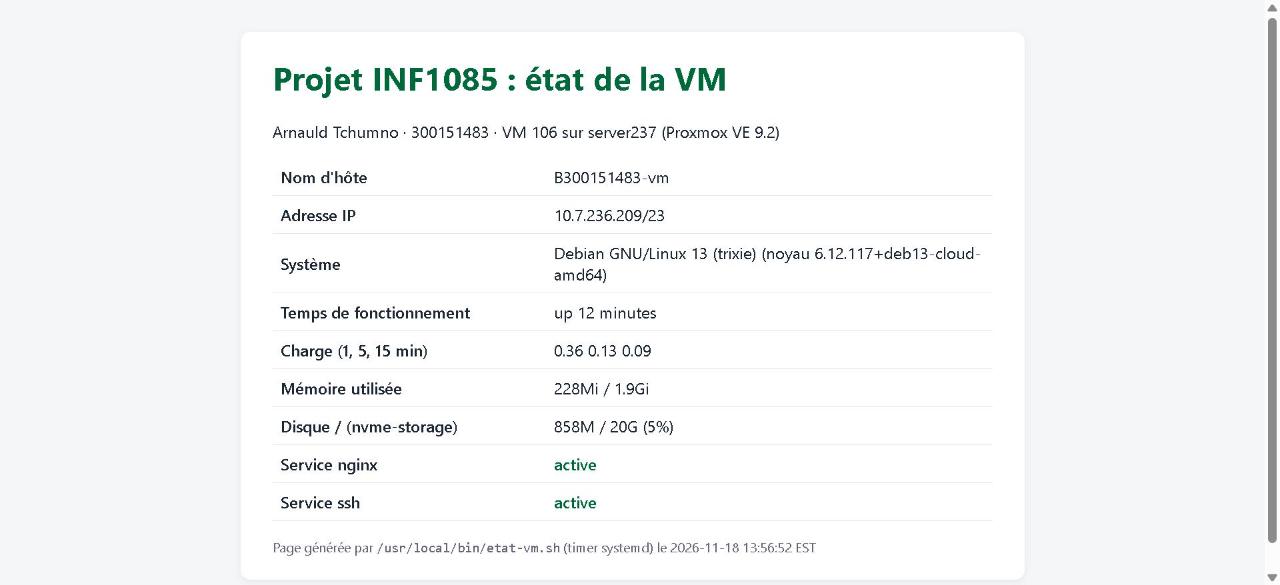 Projet INF1085 : état de la VM
Arnauld Tchumno · 300151483 · VM 106 sur server237 (Proxmox VE 9.2)
Nom d'hôte B300151483-vm
Adresse IP 10.7.236.209/23
Système Debian GNU/Linux 13 (trixie) (noyau 6.12.117+deb13-cloud-
amd64)
Temps de fonctionnement up 12 minutes
Charge (1, 5, 15 min) 0.36 0.13 0.09
Mémoire utilisée 228Mi / 1.9Gi
Disque / (nvme-storage) 858M / 20G (5%)
Service nginx active
Service ssh active
Page générée par /usr/local/bin/etat-vm.sh (timer systemd) le 2026-11-18 13:56:52 EST